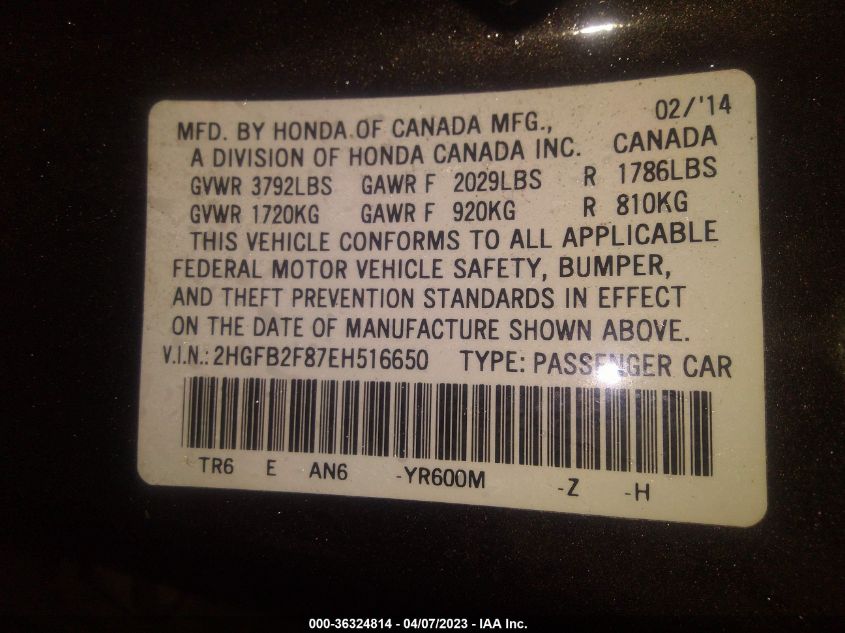 02/'14
MFD. BY HONDA OF CANADA MFG.,
A DIVISION OF HONDA CANADA INC. CANADA
GVWR 3792LBS GAWR F 2029LBS R 1786LBS
GVWR 1720KG GAWR F 920KG R 810KG
THIS VEHICLE CONFORMS TO ALL APPLICABLE
FEDERAL MOTOR VEHICLE SAFETY, BUMPER,
AND THEFT PREVENTION STANDARDS IN EFFECT
ON THE DATE OF MANUFACTURE SHOWN ABOVE.
V.I.N.: 2HGFB2F87EH516650 TYPE: PASSENGER CAR
TR6 E AN6 -YR600M -Z -H
000-36324814 - 04/07/2023 - IAA Inc.